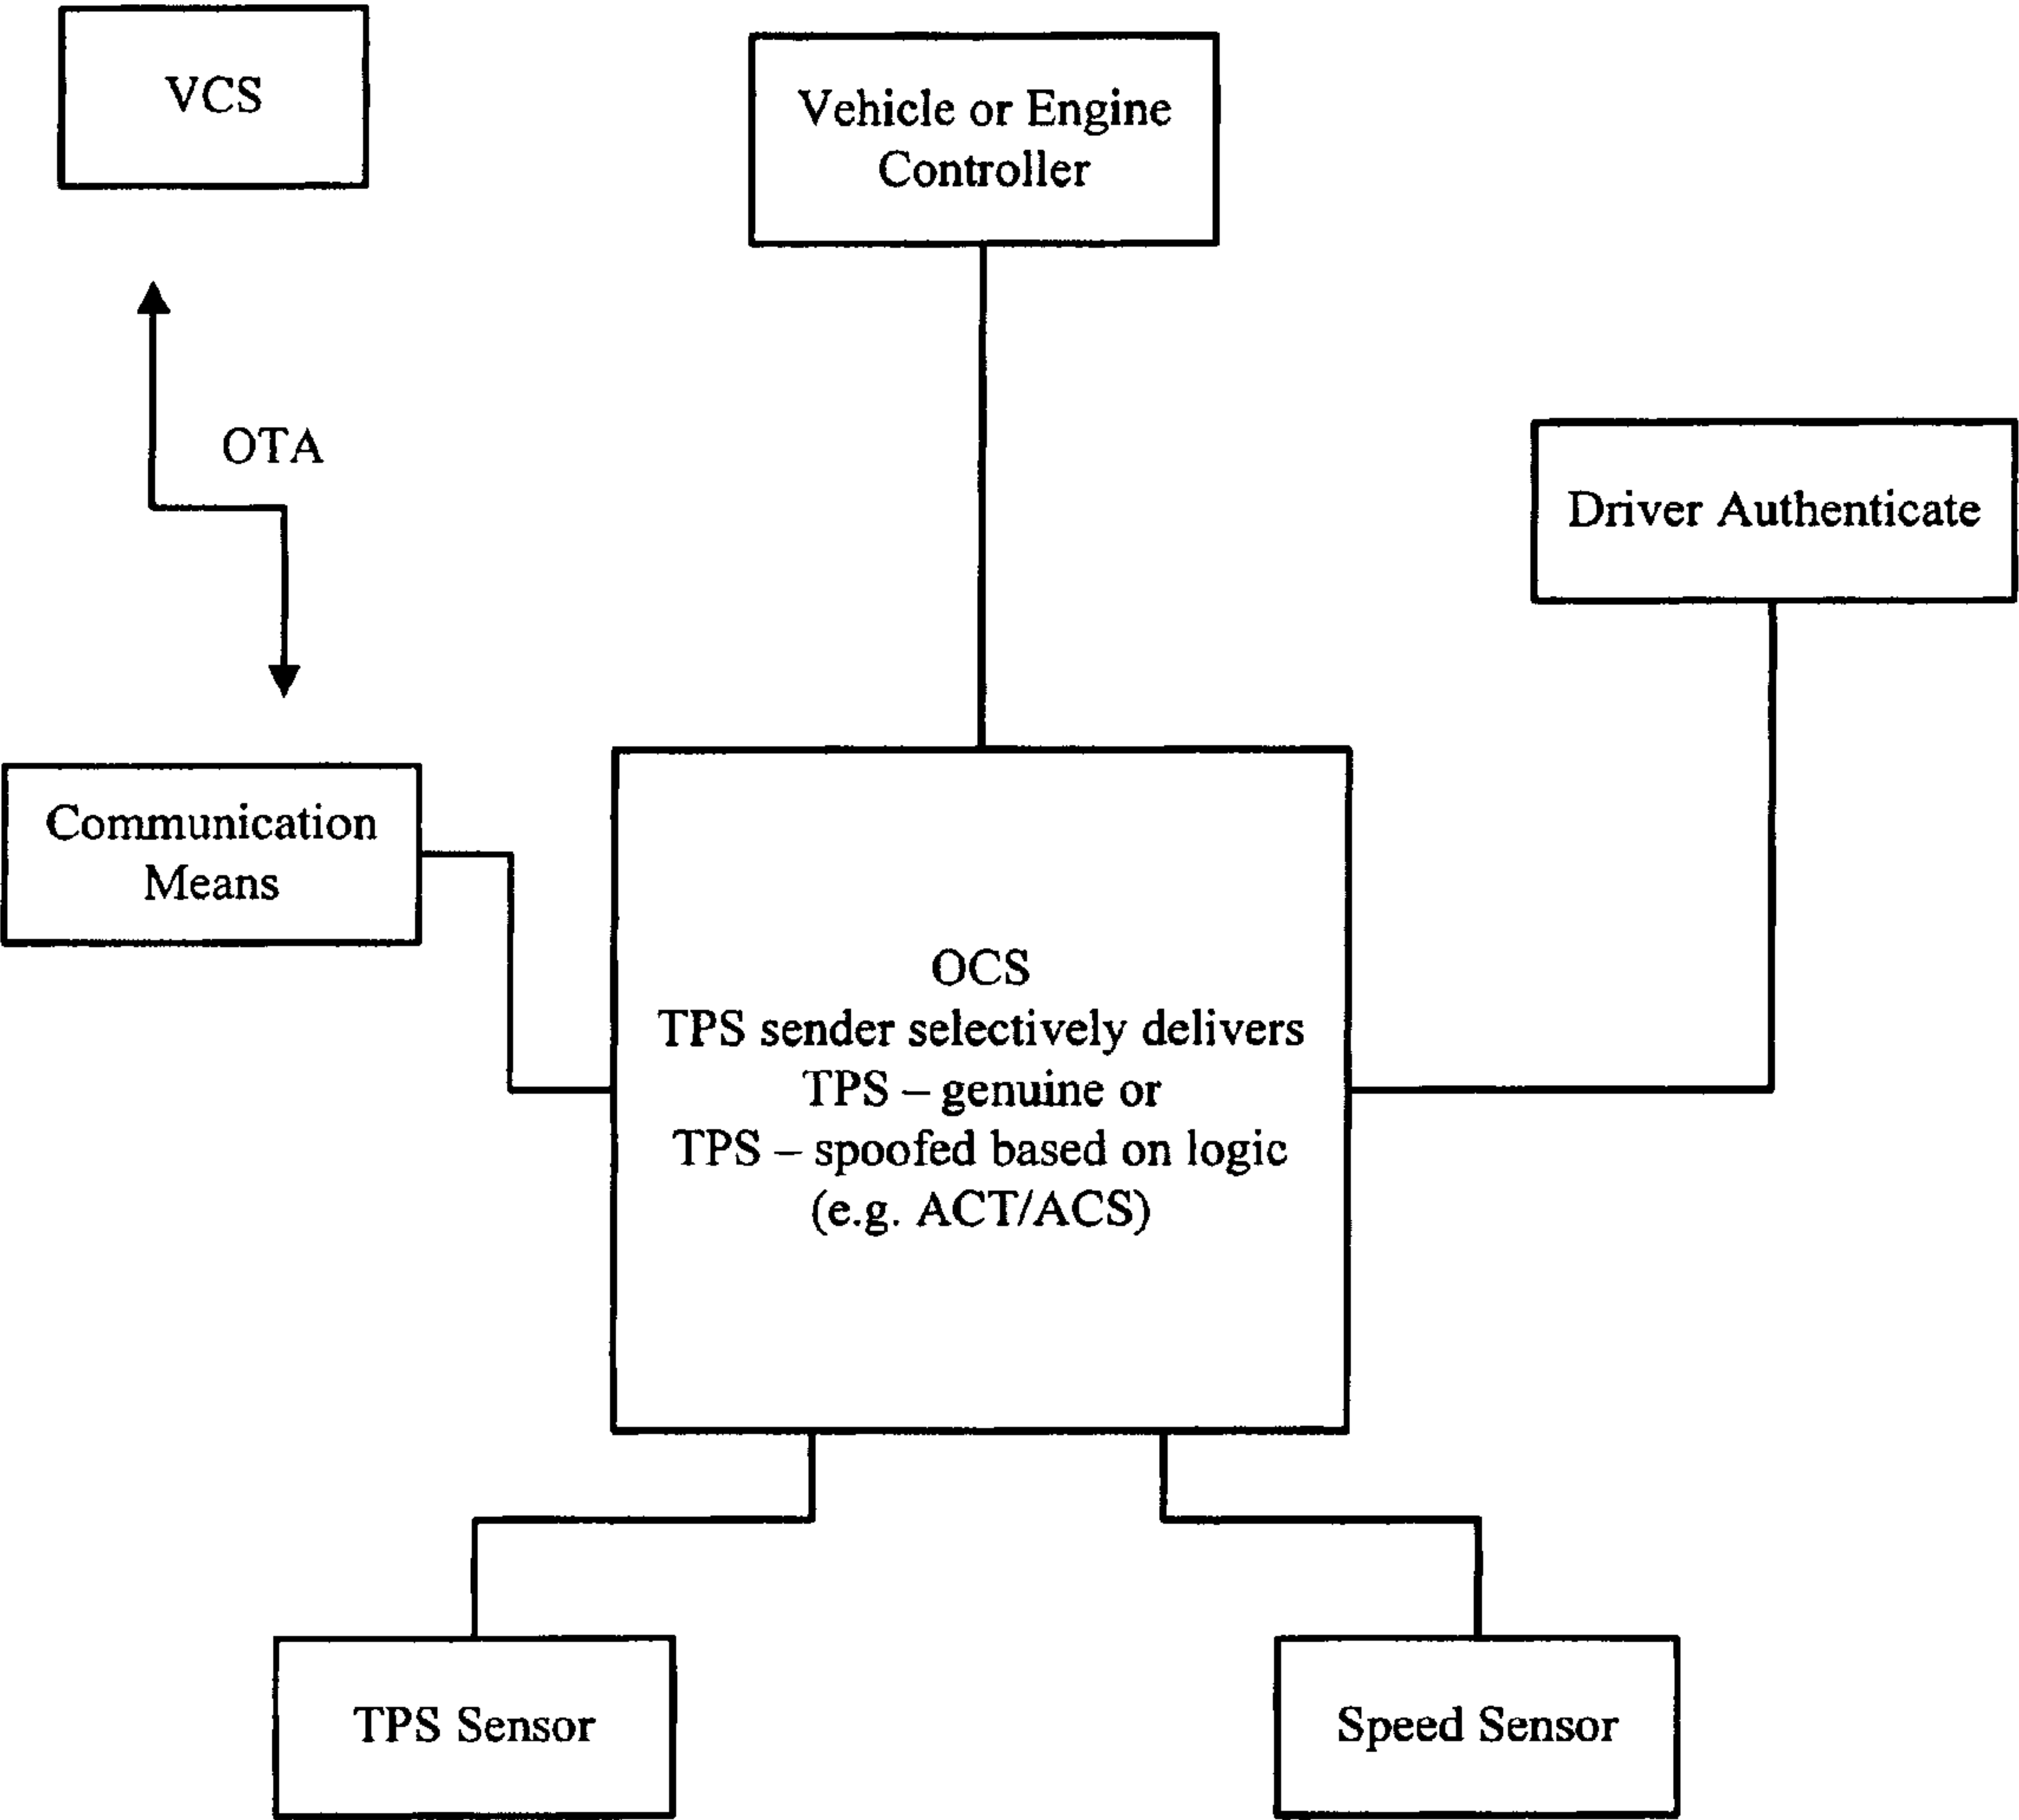 VCS
Vehicle or Engine
Controller
OTA
Driver Authenticate
Communication
Means
OCS
TPS sender selectively delivers
TPS – genuine or
TPS – spoofed based on logic
(e.g. ACT/ACS)
TPS Sensor
Speed Sensor